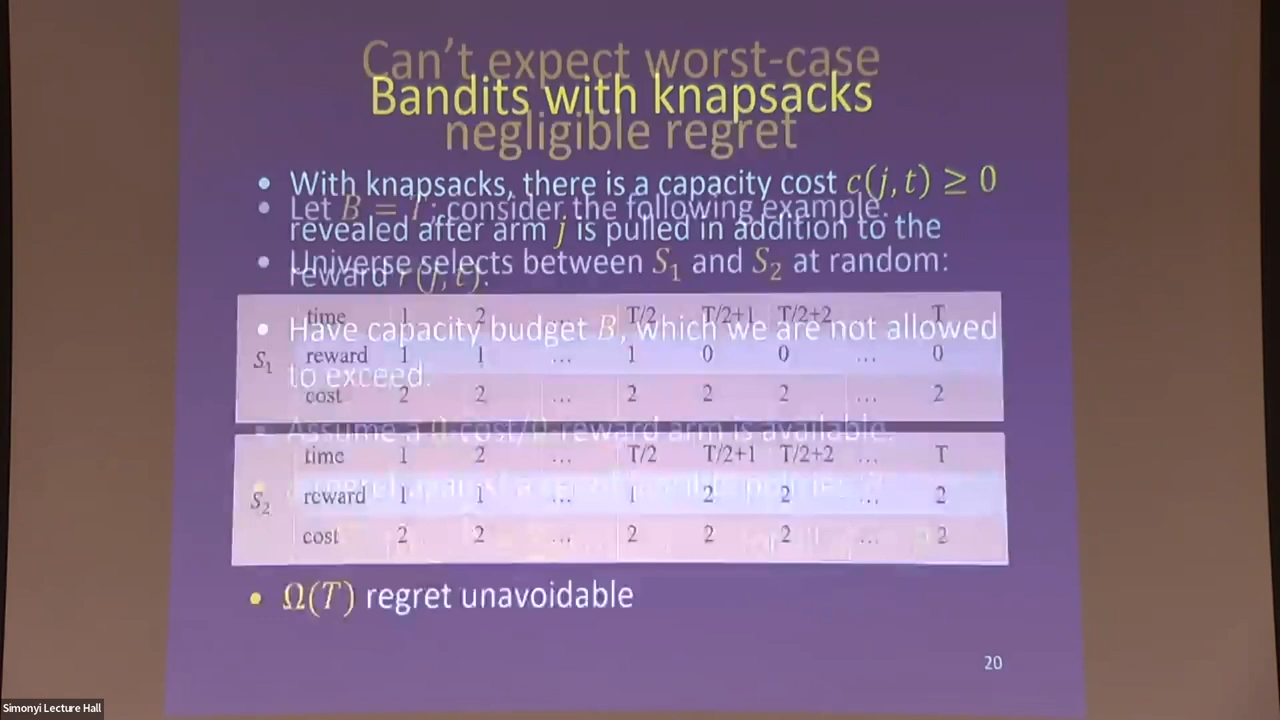 Can't expect worst-case
Bandits with knapsacks
negligible regret
• With knapsacks, there is a capacity cost c(j,t) ≥ 0
• Let B = T; consider the following example.
revealed after arm j is pulled in addition to the
• Universe selects between S₁ and S₂ at random:
reward r(j,t).
time 1 2 ... T/2 T/2+1 T/2+2 ... T
• Have capacity budget B, which we are not allowed
S₁ reward 1 1 ... 1 0 0 ... 0
to exceed.
cost 2 2 ... 2 2 2 ... 2
• Assume a 0-cost/0-reward arm is available.
time 1 2 ... T/2 T/2+1 T/2+2 ... T
S₂ reward 1 1 ... 1 2 2 ... 2
cost 2 2 ... 2 2 2 ... 2
• Ω(T) regret unavoidable
20
Simonyi Lecture Hall